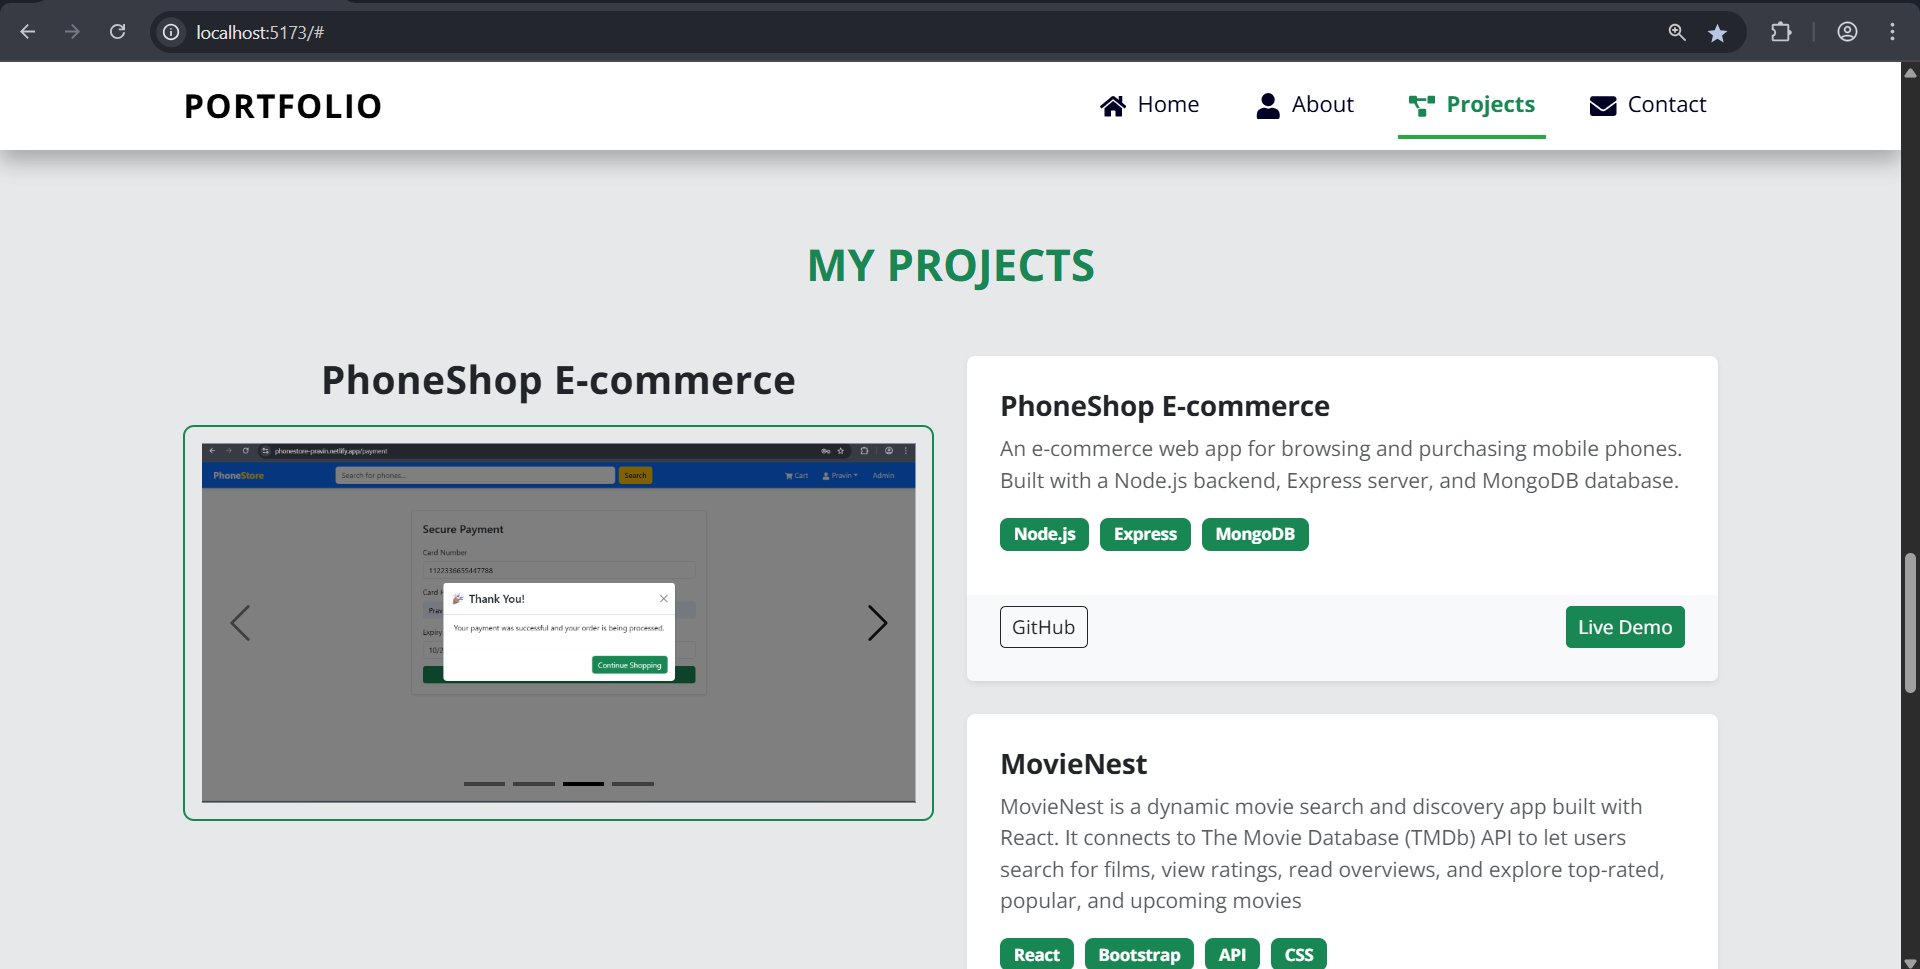 localhost:5173/#
PORTFOLIO
Home
About
Projects
Contact
MY PROJECTS
PhoneShop E-commerce
phonestore-pravin.netlify.app/payment
PhoneStore
Search for phones...
Search
Cart
Pravin
Admin
Secure Payment
Card Number
1122336655447788
Card H
Prav
Thank You!
Your payment was successful and your order is being processed.
Expiry
10/2
Continue Shopping
PhoneShop E-commerce
An e-commerce web app for browsing and purchasing mobile phones.
Built with a Node.js backend, Express server, and MongoDB database.
Node.js
Express
MongoDB
GitHub
Live Demo
MovieNest
MovieNest is a dynamic movie search and discovery app built with
React. It connects to The Movie Database (TMDb) API to let users
search for films, view ratings, read overviews, and explore top-rated,
popular, and upcoming movies
React
Bootstrap
API
CSS